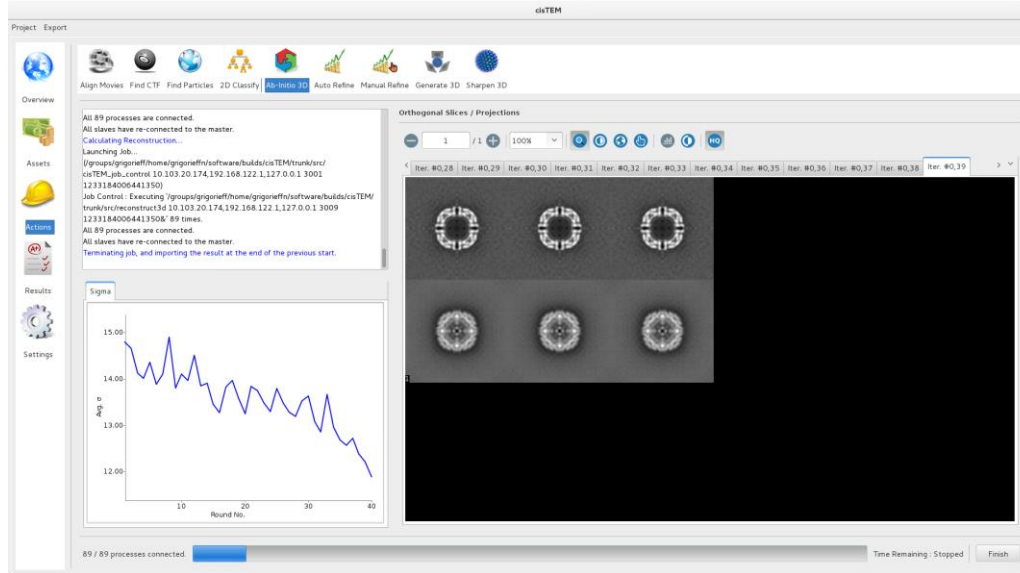 cisTEM
Project Export
Overview
Assets
Actions
Results
Settings
Align Movies Find CTF Find Particles 2D Classify Ab-Initio 3D Auto Refine Manual Refine Generate 3D Sharpen 3D
All 89 processes are connected.
All slaves have re-connected to the master.
Calculating Reconstruction...
Launching Job...
(/groups/grigorieff/home/grigorieffn/software/builds/cisTEM/trunk/src/
cisTEM_job_control 10.103.20.174,192.168.122.1,127.0.0.1 3001
1233184006441350)
Job Control : Executing '/groups/grigorieff/home/grigorieffn/software/builds/cisTEM/
trunk/src/reconstruct3d 10.103.20.174,192.168.122.1,127.0.0.1 3009
1233184006441350&' 89 times.
All 89 processes are connected.
All slaves have re-connected to the master.
Terminating job, and importing the result at the end of the previous start.
Sigma
15.00
14.00
13.00
12.00
Avg. σ
10 20 30 40
Round No.
Orthogonal Slices / Projections
1 / 1 100% HQ
Iter. #0,28 Iter. #0,29 Iter. #0,30 Iter. #0,31 Iter. #0,32 Iter. #0,33 Iter. #0,34 Iter. #0,35 Iter. #0,36 Iter. #0,37 Iter. #0,38 Iter. #0,39
89 / 89 processes connected
Time Remaining : Stopped
Finish